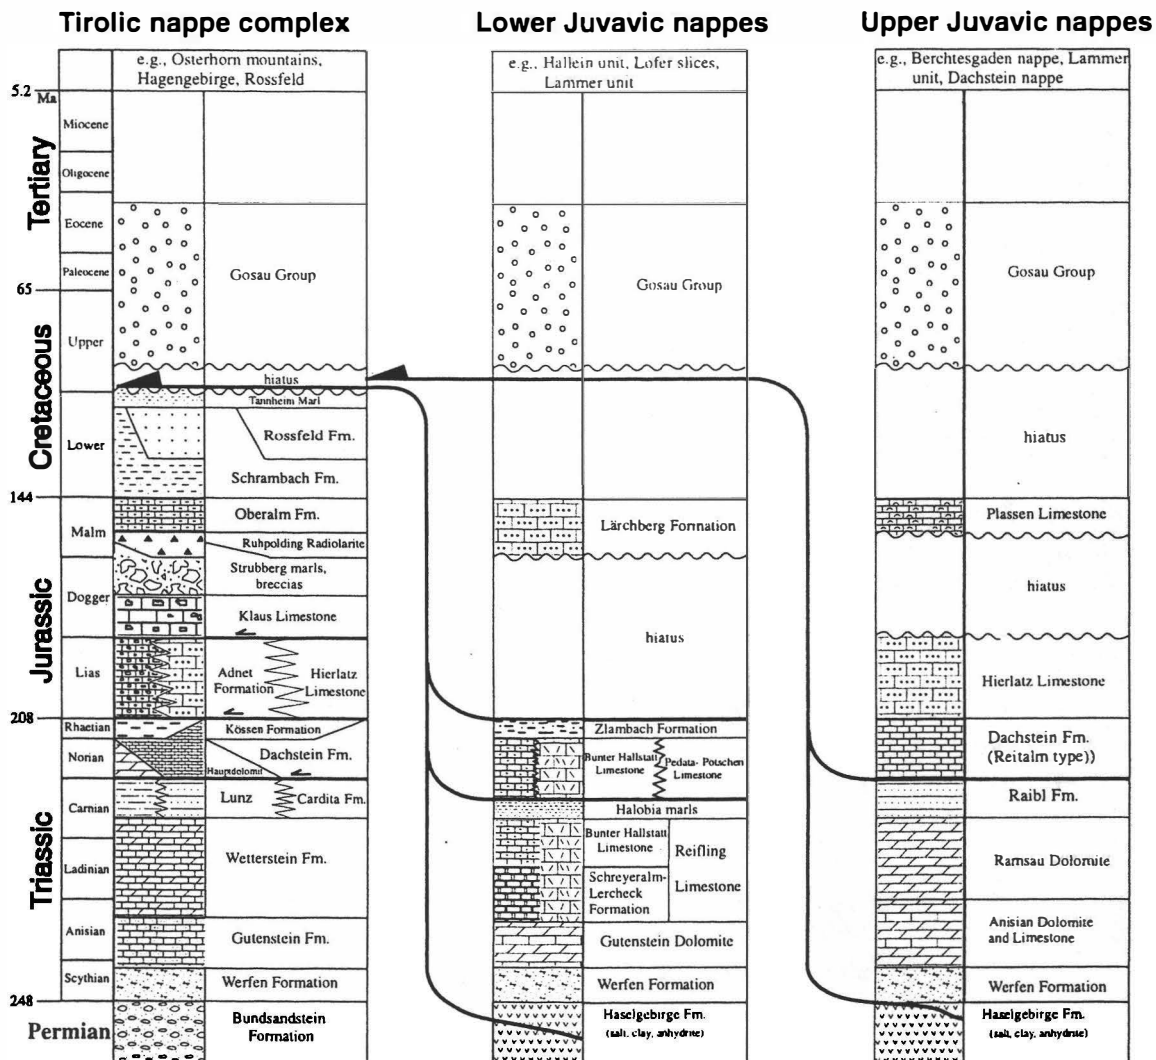 Tirolic nappe complex
Lower Juvavic nappes
Upper Juvavic nappes
e.g., Osterhorn mountains,
Hagengebirge, Rossfeld
e.g., Hallein unit, Lofer slices,
Lammer unit
e.g., Berchtesgaden nappe, Lammer
unit, Dachstein nappe
5.2
Ma
Tertiary
Miocene
Oligocene
Eocene
Paleocene
65
Cretaceous
Upper
Lower
144
Jurassic
Malm
Dogger
Lias
208
Triassic
Rhaetian
Norian
Carnian
Ladinian
Anisian
Scythian
248
Permian
Gosau Group
hiatus
Tannheim Marl
Rossfeld Fm.
Schrambach Fm.
Oberalm Fm.
Ruhpolding Radiolarite
Strubberg marls,
breccias
Klaus Limestone
Adnet
Formation
Hierlatz
Limestone
Kössen Formation
Dachstein Fm.
Hauptdolomit
Lunz
Cardita Fm.
Wetterstein Fm.
Gutenstein Fm.
Werfen Formation
Bundsandstein
Formation
Gosau Group
Lärchberg Formation
hiatus
Zlambach Formation
Bunter Hallstatt
Limestone
Pedata- Pötschen
Limestone
Halobia marls
Bunter Hallstatt
Limestone
Reifling
Limestone
Schreyeralm-
Lercheck
Formation
Gutenstein Dolomite
Werfen Formation
Haselgebirge Fm.
(salt, clay, anhydrite)
Gosau Group
hiatus
Plassen Limestone
hiatus
Hierlatz Limestone
Dachstein Fm.
(Reitalm type))
Raibl Fm.
Ramsau Dolomite
Anisian Dolomite
and Limestone
Werfen Formation
Haselgebirge Fm.
(salt, clay, anhydrite)